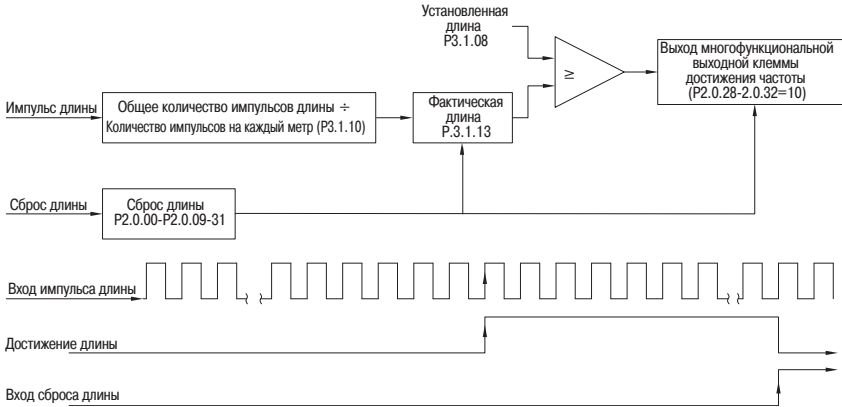 Установленная
длина
P3.1.08
Выход многофункциональной
выходной клеммы
достижения частоты
(P2.0.28-2.0.32=10)
≥
Импульс длины
Общее количество импульсов длины ÷
Количество импульсов на каждый метр (P3.1.10)
Фактическая
длина
P.3.1.13
Сброс длины
Сброс длины
P2.0.00-P2.0.09-31
Вход импульса длины
Достижение длины
Вход сброса длины